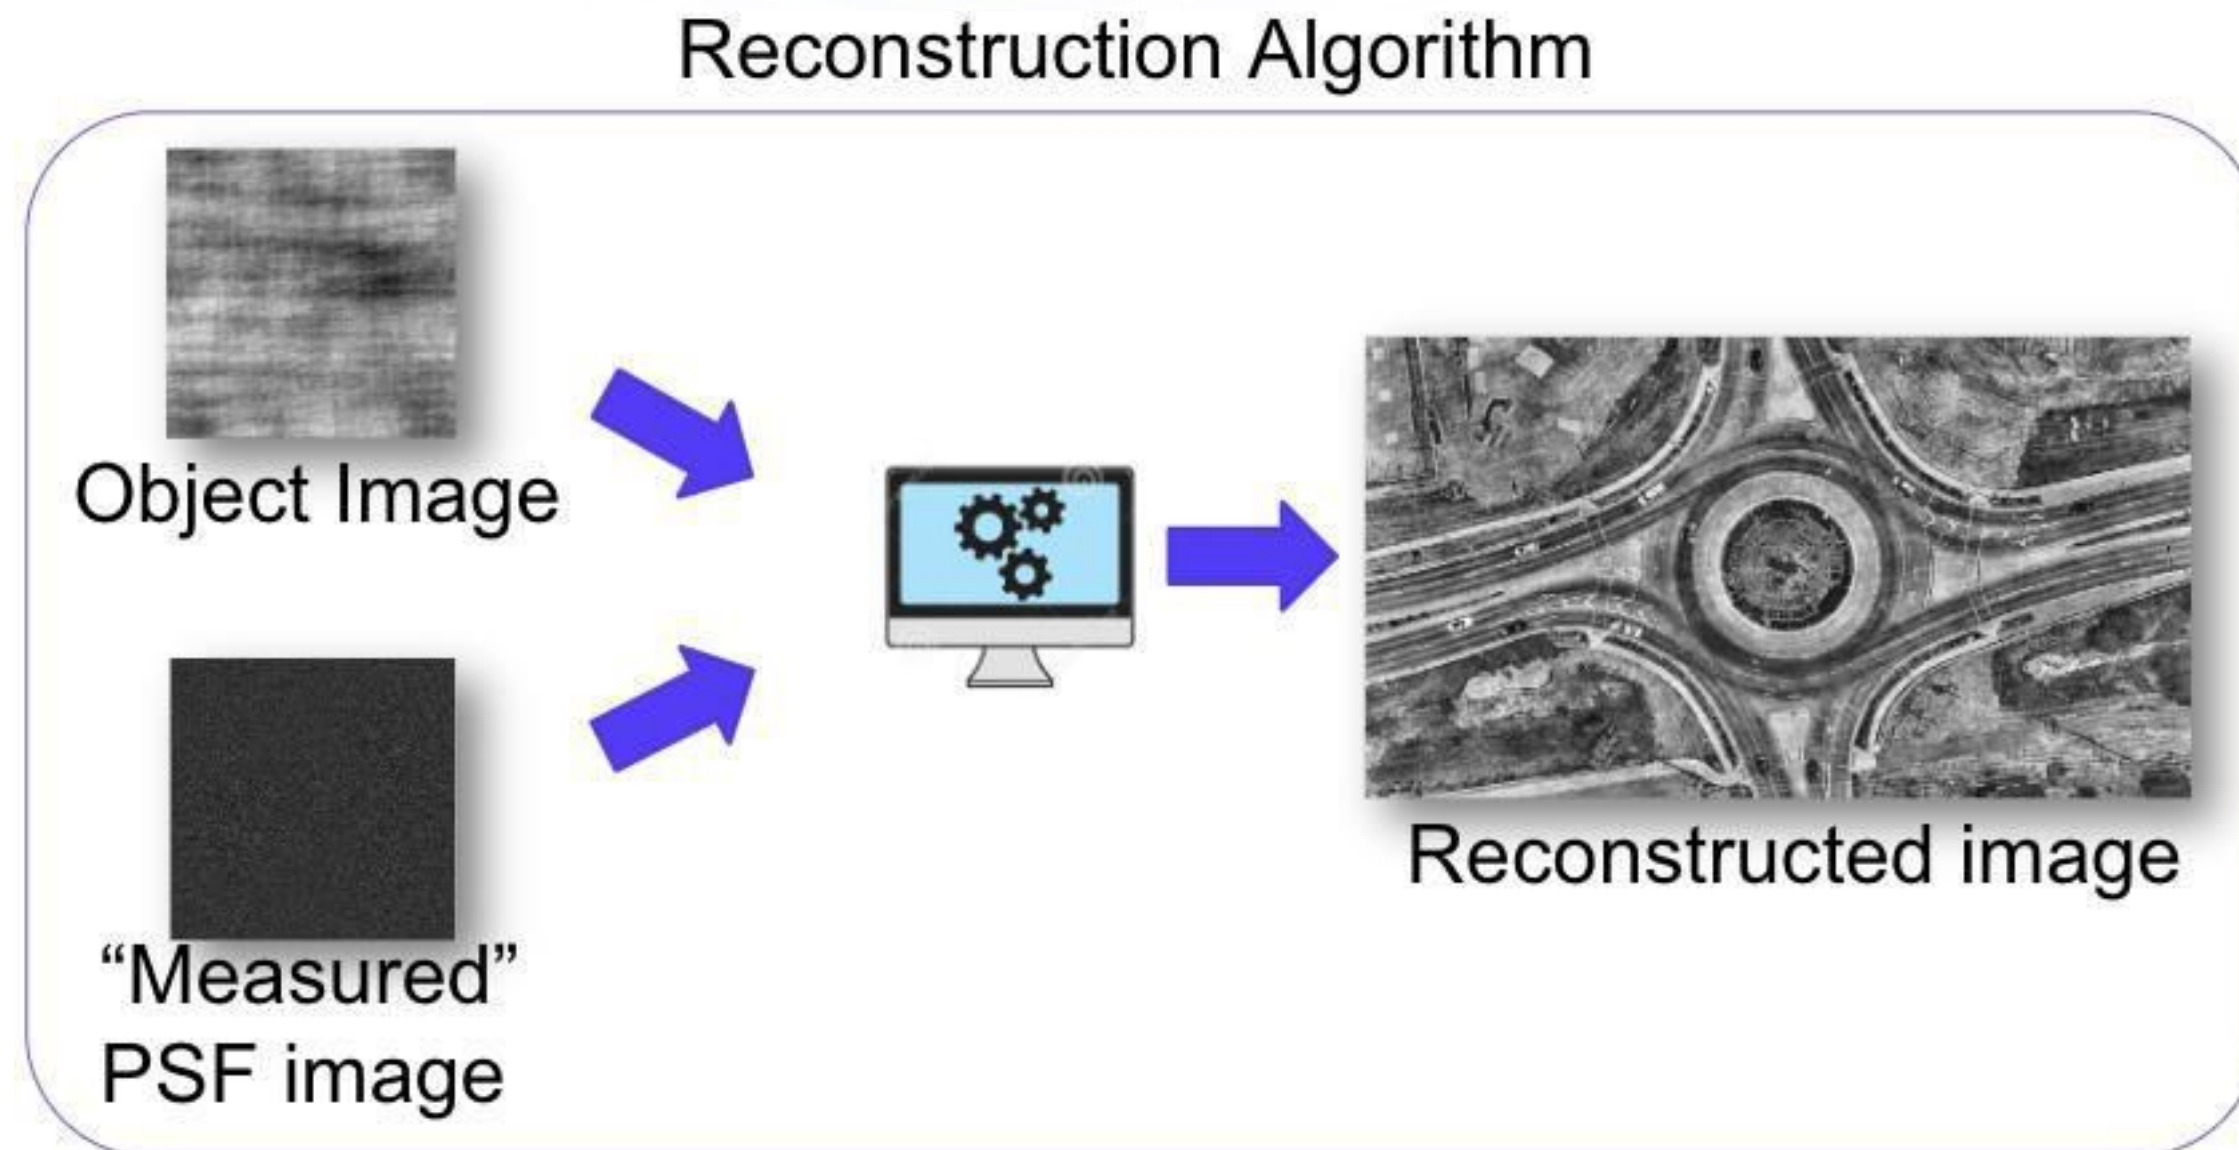 Reconstruction Algorithm
Object Image
“Measured”
PSF image
Reconstructed image